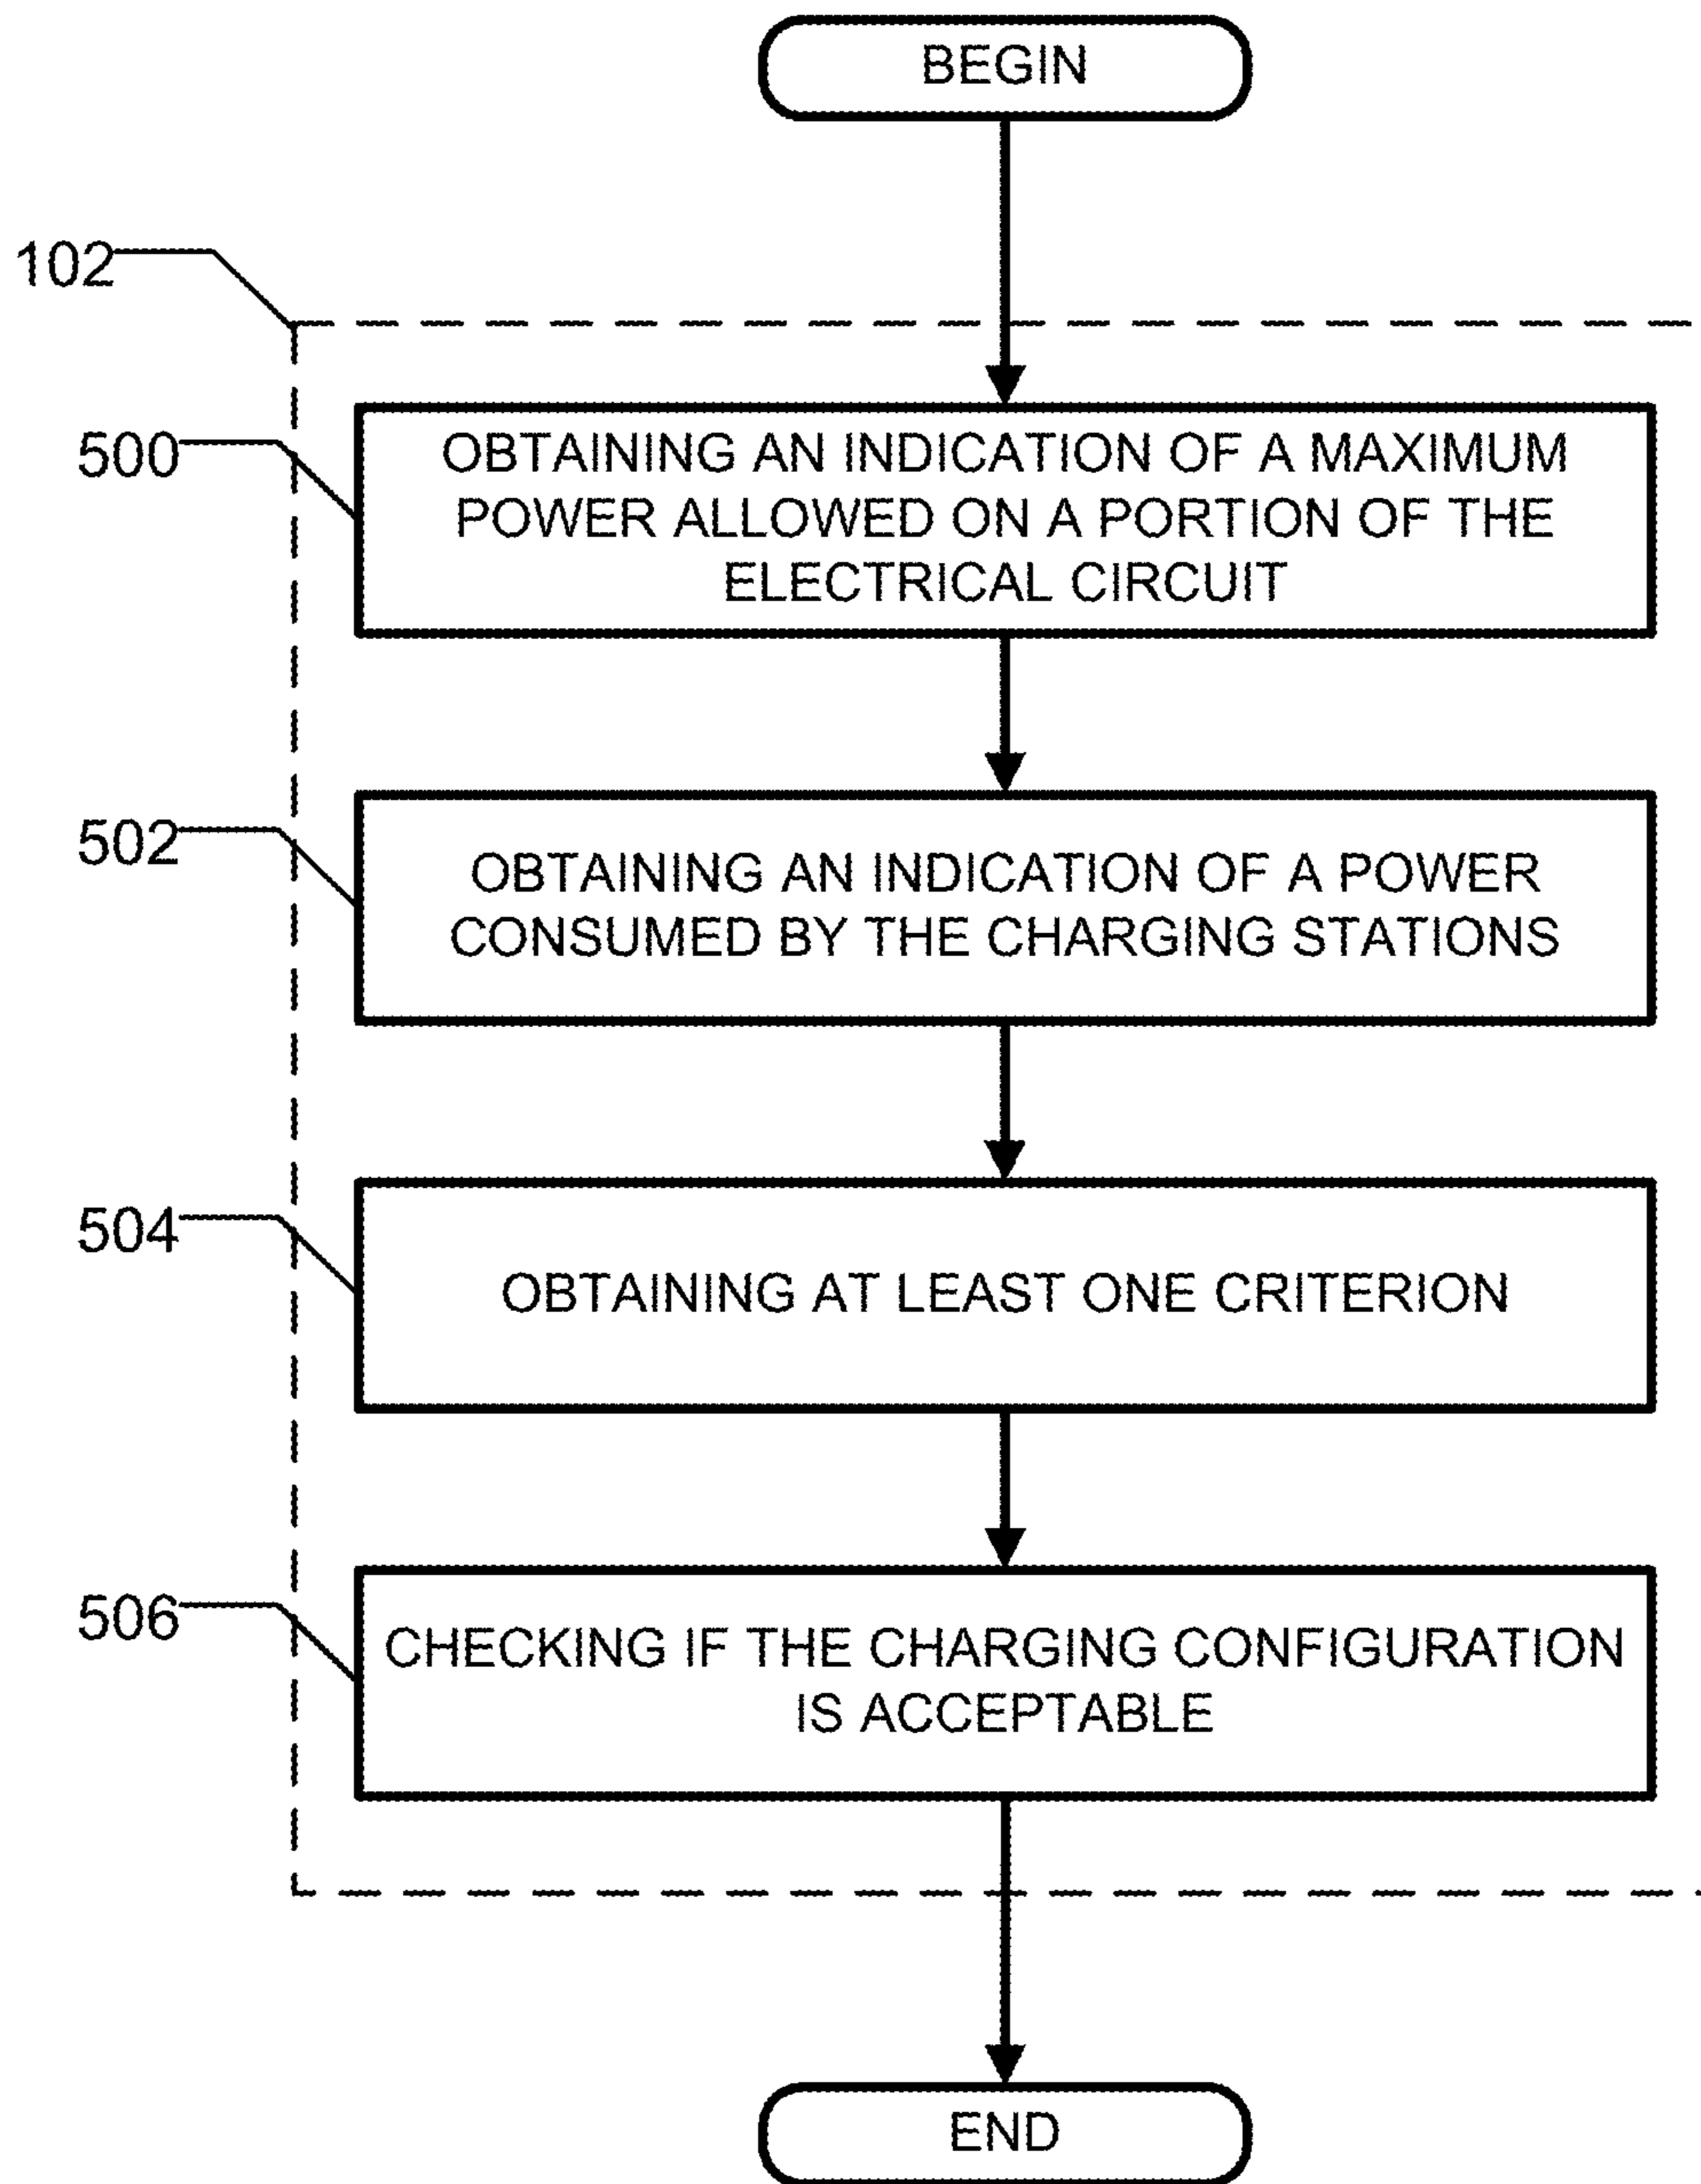 BEGIN
102
500
OBTAINING AN INDICATION OF A MAXIMUM
POWER ALLOWED ON A PORTION OF THE
ELECTRICAL CIRCUIT
502
OBTAINING AN INDICATION OF A POWER
CONSUMED BY THE CHARGING STATIONS
504
OBTAINING AT LEAST ONE CRITERION
506
CHECKING IF THE CHARGING CONFIGURATION
IS ACCEPTABLE
END